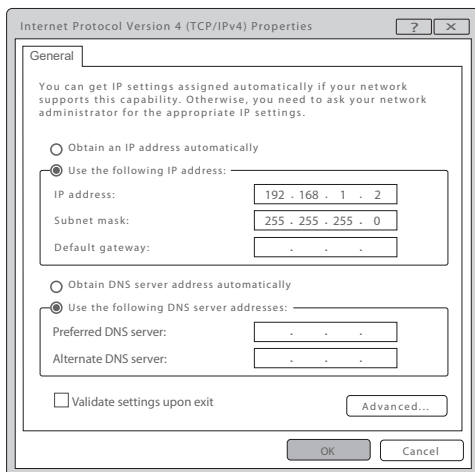 Internet Protocol Version 4 (TCP/IPv4) Properties ? ×
General
You can get IP settings assigned automatically if your network
supports this capability. Otherwise, you need to ask your network
administrator for the appropriate IP settings.
Obtain an IP address automatically
Use the following IP address:
IP address: 192 . 168 . 1 . 2
Subnet mask: 255 . 255 . 255 . 0
Default gateway: . . .
Obtain DNS server address automatically
Use the following DNS server addresses:
Preferred DNS server: . . .
Alternate DNS server: . . .
Validate settings upon exit
Advanced...
OK Cancel